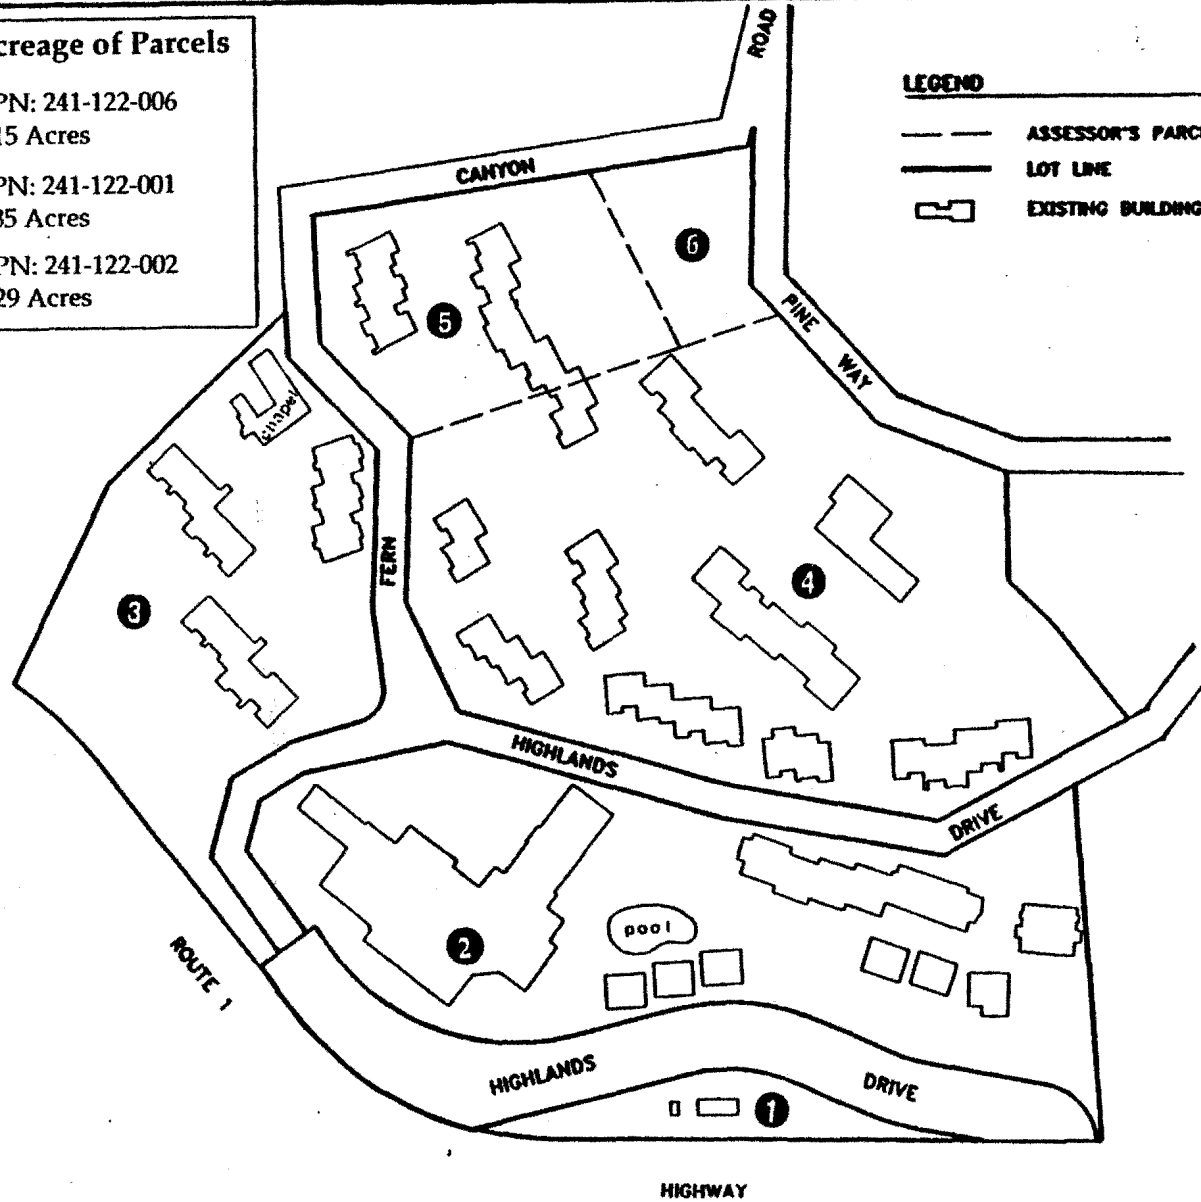 creage of Parcels
PN: 241-122-006
15 Acres
PN: 241-122-001
35 Acres
PN: 241-122-002
29 Acres
LEGEND
ASSESSOR'S PARC
LOT LINE
EXISTING BUILDING
ROAD
CANYON
6
5
PINE
WAY
chapel
FERN
4
3
HIGHLANDS
DRIVE
pool
2
ROUTE 1
HIGHLANDS
DRIVE
1
HIGHWAY